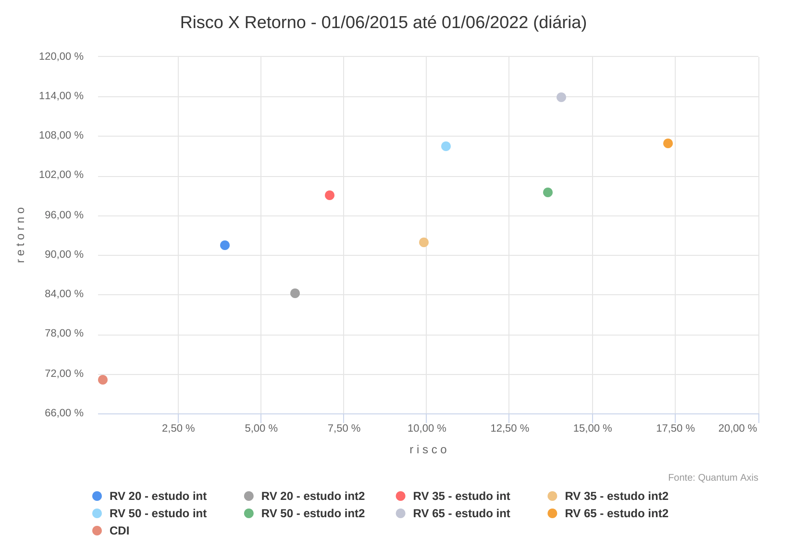 Risco X Retorno - 01/06/2015 até 01/06/2022 (diária)
120,00 %
114,00 %
108,00 %
102,00 %
96,00 %
90,00 %
84,00 %
78,00 %
72,00 %
66,00 %
retorno
2,50 % 5,00 % 7,50 % 10,00 % 12,50 % 15,00 % 17,50 % 20,00 %
risco
Fonte: Quantum Axis
RV 20 - estudo int RV 20 - estudo int2 RV 35 - estudo int RV 35 - estudo int2
RV 50 - estudo int RV 50 - estudo int2 RV 65 - estudo int RV 65 - estudo int2
CDI